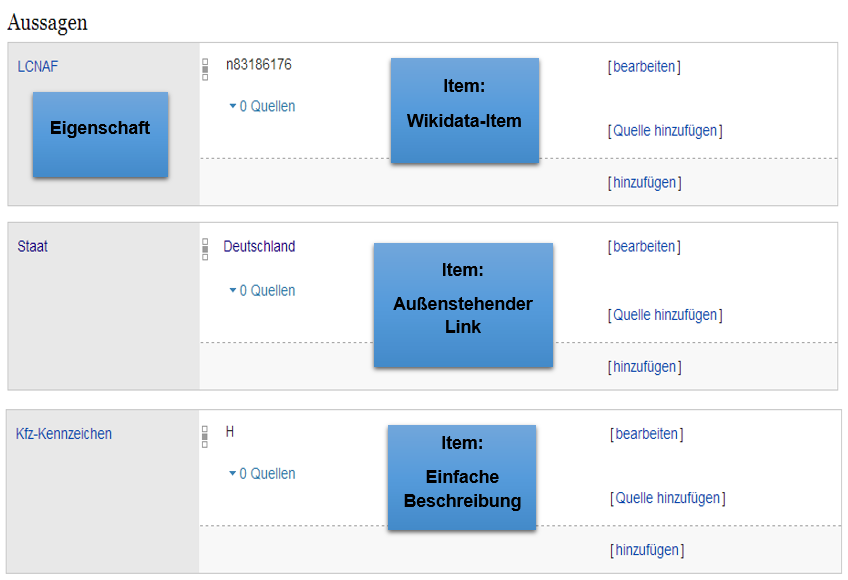 Aussagen
LCNAF
n83186176
[bearbeiten]
0 Quellen
[Quelle hinzufügen]
[hinzufügen]
Eigenschaft
Item:
Wikidata-Item
Staat
Deutschland
[bearbeiten]
0 Quellen
[Quelle hinzufügen]
[hinzufügen]
Item:
Außenstehender
Link
Kfz-Kennzeichen
H
[bearbeiten]
0 Quellen
[Quelle hinzufügen]
[hinzufügen]
Item:
Einfache
Beschreibung